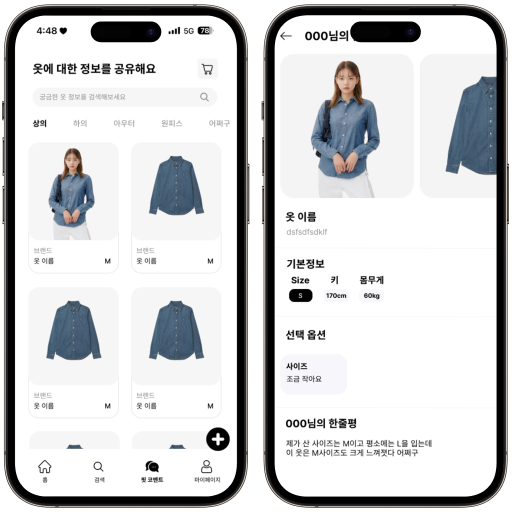 4:48
5G 78
옷에 대한 정보를 공유해요
궁금한 옷 정보를 검색해보세요
상의 하의 아우터 원피스 어쩌구
브랜드
옷 이름 M
브랜드
옷 이름 M
브랜드
옷 이름 M
브랜드
옷 이름 M
홈
검색
핏 코멘트
마이페이지
000님의
옷 이름
dsfsdfsdklf
기본정보
Size 키 몸무게
S 170cm 60kg
선택 옵션
사이즈
조금 작아요
000님의 한줄평
제가 산 사이즈는 M이고 평소에는 L을 입는데
이 옷은 M사이즈도 크게 느껴졋다 어쩌구